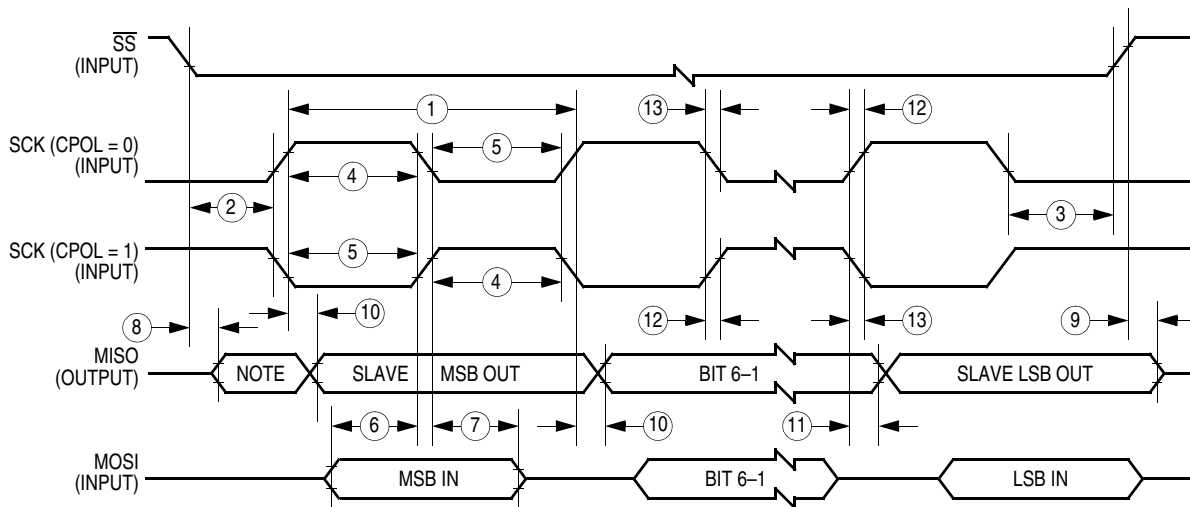 SS
(INPUT)
1
13
12
SCK (CPOL = 0)
(INPUT)
5
4
2
3
SCK (CPOL = 1)
(INPUT)
5
4
8
10
12
13
9
MISO
(OUTPUT)
NOTE
SLAVE MSB OUT
BIT 6–1
SLAVE LSB OUT
6
7
10
11
MOSI
(INPUT)
MSB IN
BIT 6–1
LSB IN